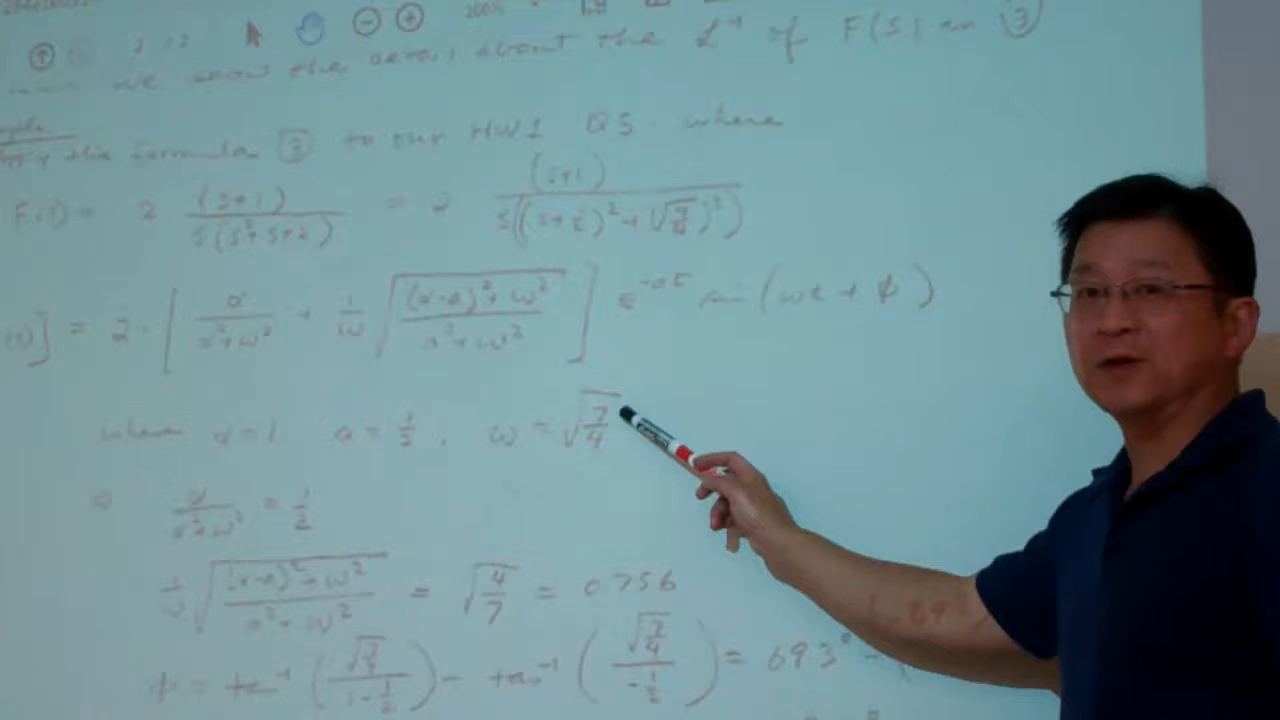 we know the about the ℒ⁻¹ of F(s) in ③
Apply this formula ③ to our HW1 Q5. where
F(s) = 2 (s+1) / s(s²+s+2) = 2 (s+1) / s((s+½)²+√(7/4)²)
(s)] = 2·[α/(a²+ω²) + 1/ω √(((α-a)²+ω²)/(a²+ω²))] e^(-at) sin(ωt + φ)
where α=1 a=½, ω=√(7/4)
⇒ α/(a²+ω²) = ½
1/ω √(((α-a)²+ω²)/(a²+ω²)) = √(4/7) = 0.756
φ = tan⁻¹(√(7/4)/(1-½)) - tan⁻¹(√(7/4)/(-½)) = 69.3° -